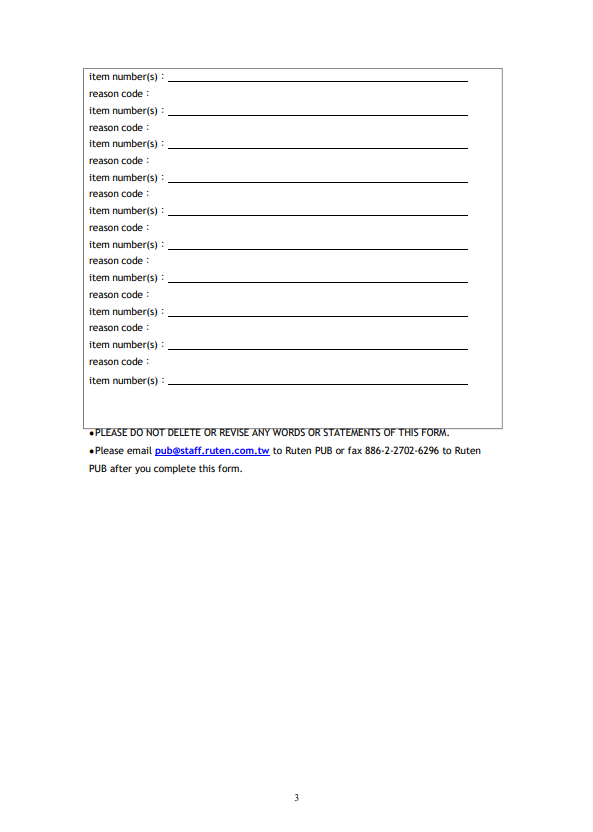 item number(s)：
reason code：
item number(s)：
reason code：
item number(s)：
reason code：
item number(s)：
reason code：
item number(s)：
reason code：
item number(s)：
reason code：
item number(s)：
reason code：
item number(s)：
reason code：
item number(s)：
reason code：
item number(s)：
●PLEASE DO NOT DELETE OR REVISE ANY WORDS OR STATEMENTS OF THIS FORM.
●Please email pub@staff.ruten.com.tw to Ruten PUB or fax 886-2-2702-6296 to Ruten
PUB after you complete this form.
3